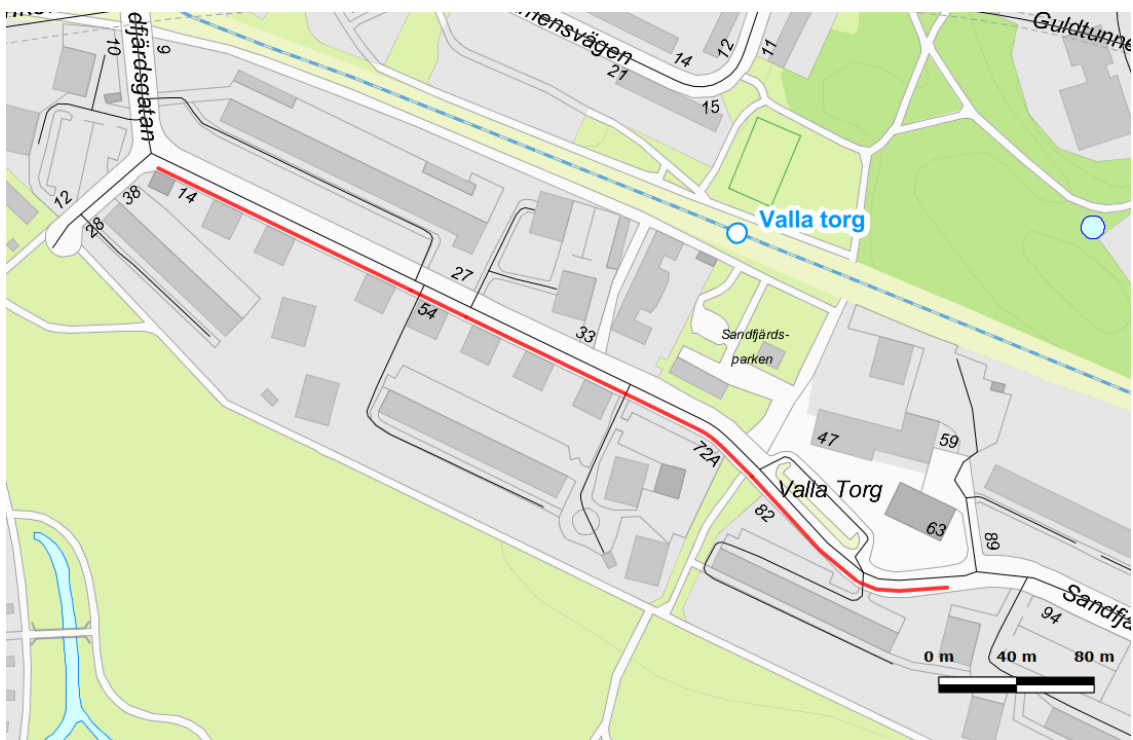 Guldtunne
mensvägen
14
12
11
21
15
dfjärdsgatan
10
9
12
38
28
14
27
54
33
Valla torg
Sandfjärds-
parken
72A
82
47
59
Valla Torg
63
89
94
Sandfjä
0 m 40 m 80 m